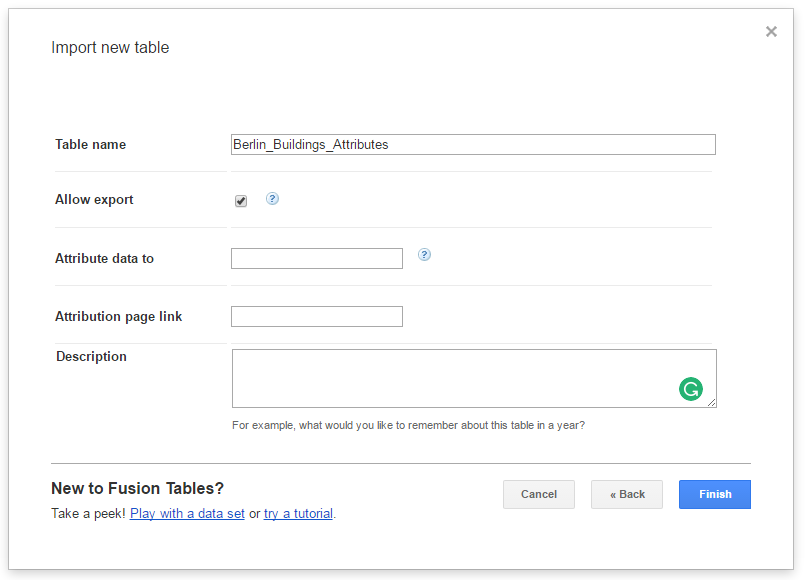 Import new table
Table name
Berlin_Buildings_Attributes
Allow export
?
Attribute data to
?
Attribution page link
Description
For example, what would you like to remember about this table in a year?
New to Fusion Tables?
Take a peek! Play with a data set or try a tutorial.
Cancel
« Back
Finish